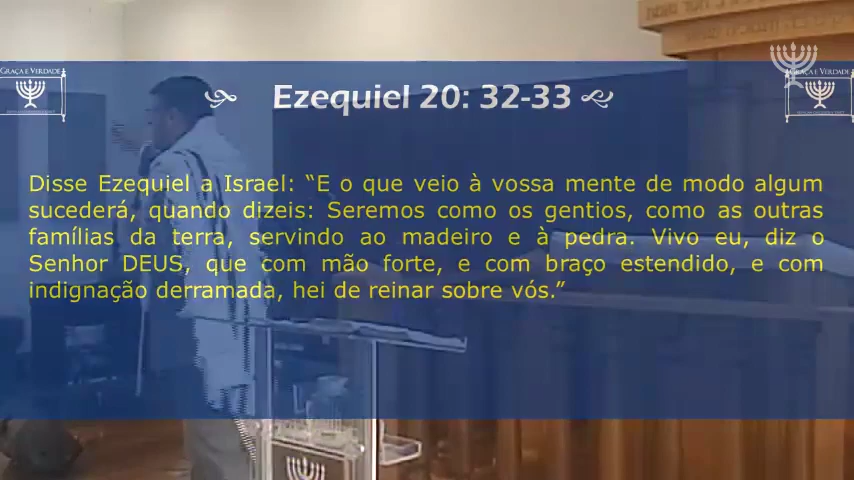 GRAÇA E VERDADE
Ezequiel 20: 32-33
GRAÇA E VERDADE
Disse Ezequiel a Israel: “E o que veio à vossa mente de modo algum
sucederá, quando dizeis: Seremos como os gentios, como as outras
famílias da terra, servindo ao madeiro e à pedra. Vivo eu, diz o
Senhor DEUS, que com mão forte, e com braço estendido, e com
indignação derramada, hei de reinar sobre vós.”